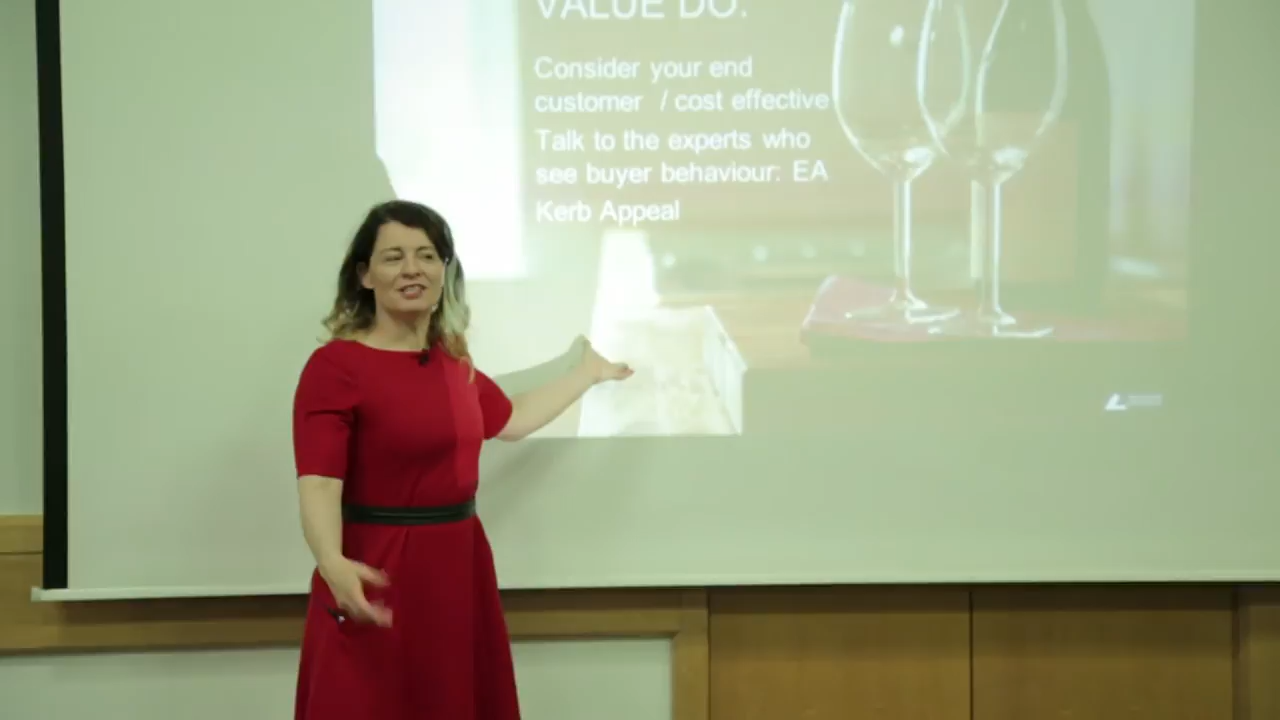 VALUE DO:
Consider your end
customer / cost effective
Talk to the experts who
see buyer behaviour: EA
Kerb Appeal